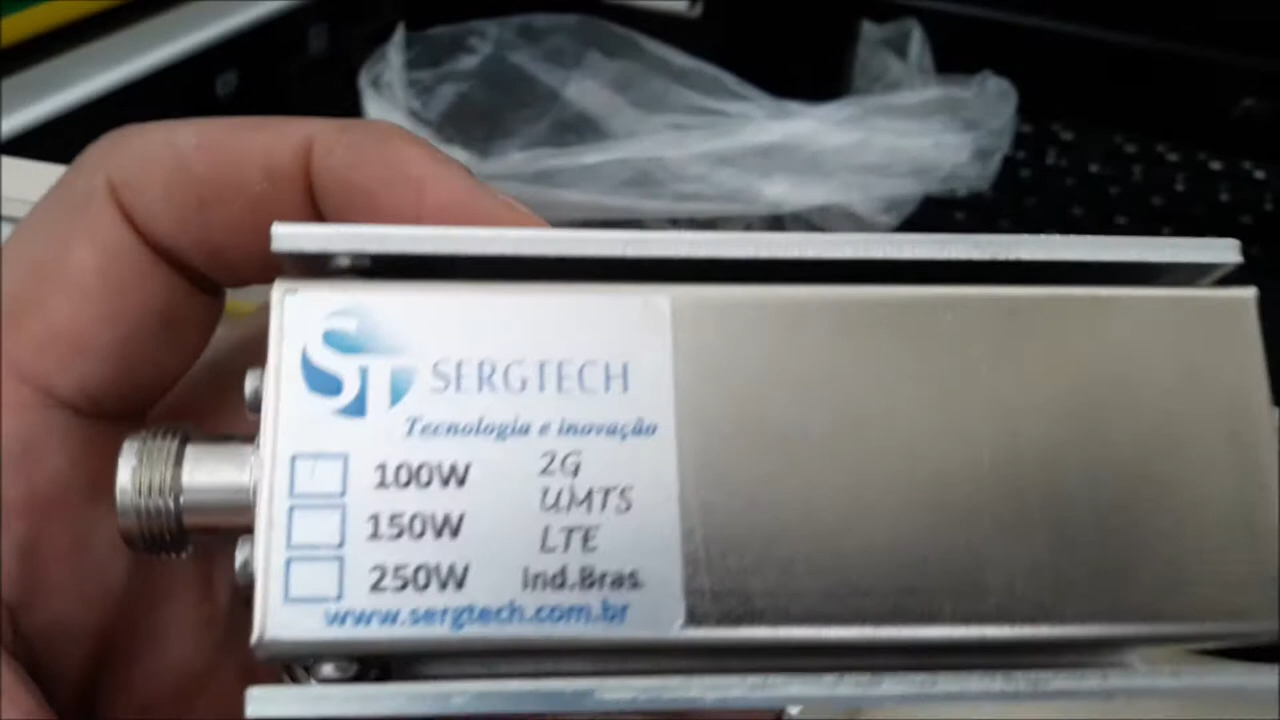 ST SERGTECH
Tecnologia e inovação
100W 2G
UMTS
150W
LTE
250W Ind.Bras.
www.sergtech.com.br